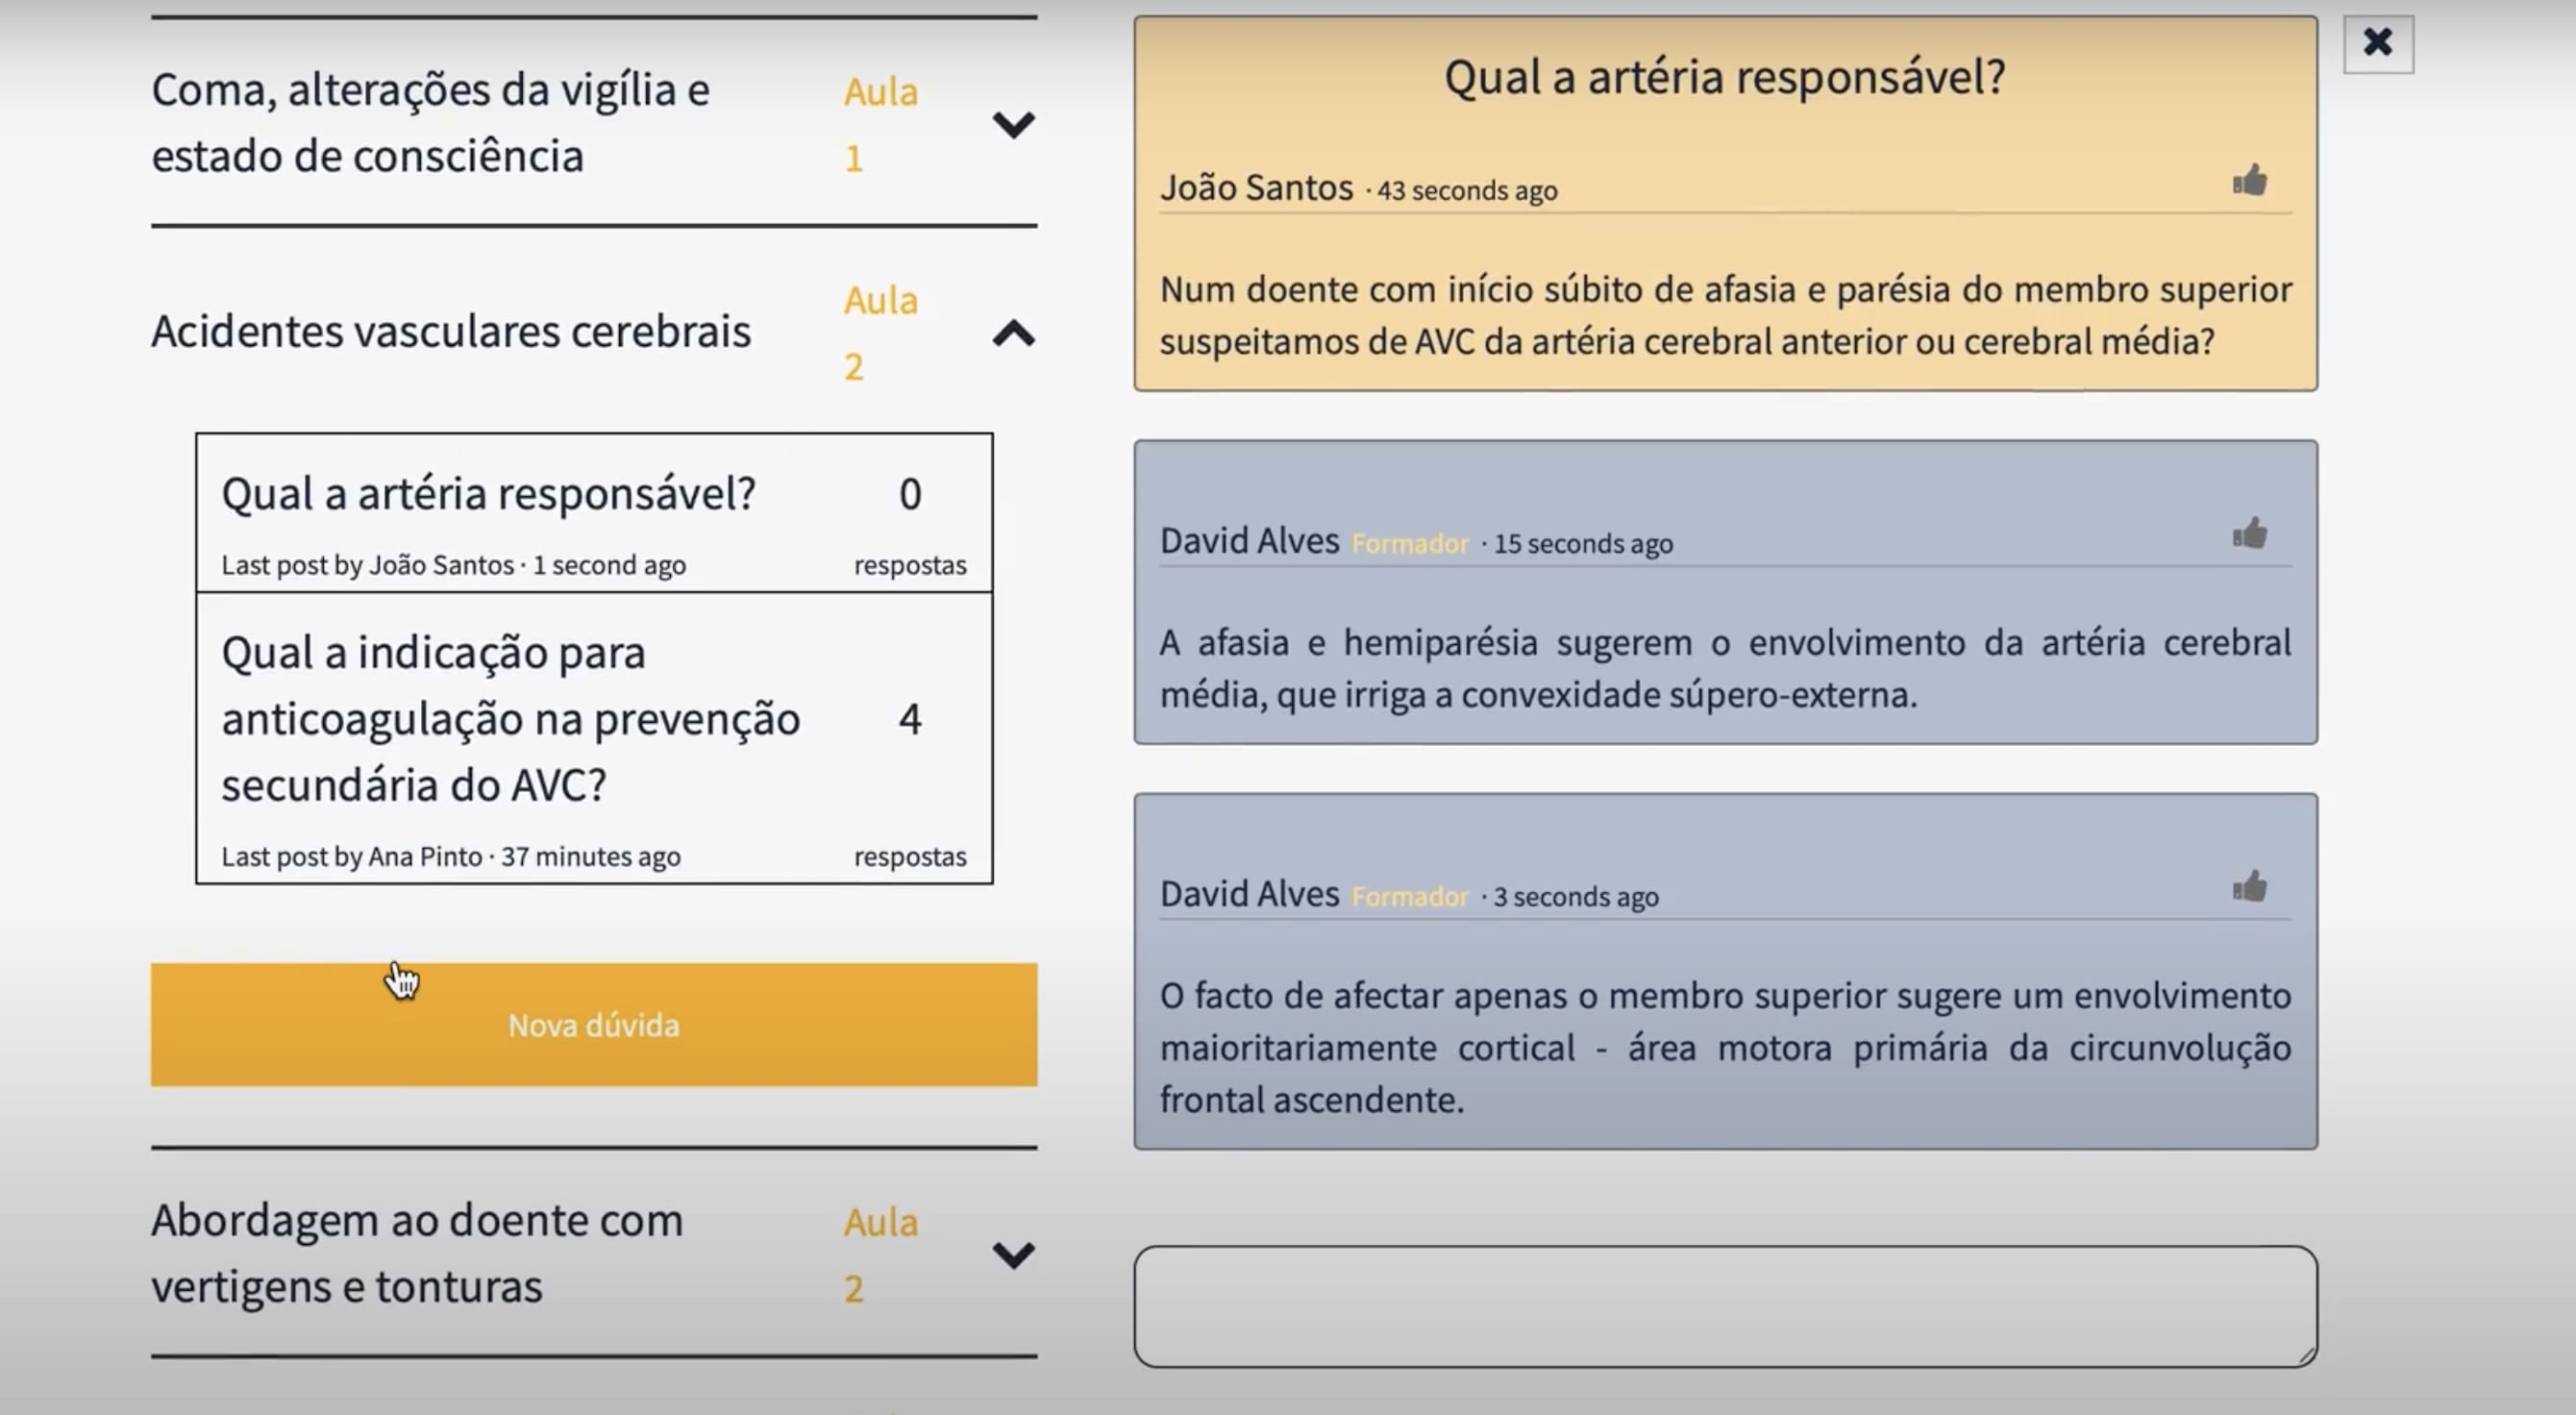 Coma, alterações da vigília e
estado de consciência
Aula
1
Acidentes vasculares cerebrais
Aula
2
Qual a artéria responsável?
0
Last post by João Santos · 1 second ago
respostas
Qual a indicação para
anticoagulação na prevenção
secundária do AVC?
4
Last post by Ana Pinto · 37 minutes ago
respostas
Nova dúvida
Abordagem ao doente com
vertigens e tonturas
Aula
2
Qual a artéria responsável?
João Santos · 43 seconds ago
Num doente com início súbito de afasia e parésia do membro superior
suspeitamos de AVC da artéria cerebral anterior ou cerebral média?
David Alves Formador · 15 seconds ago
A afasia e hemiparésia sugerem o envolvimento da artéria cerebral
média, que irriga a convexidade súpero-externa.
David Alves Formador · 3 seconds ago
O facto de afectar apenas o membro superior sugere um envolvimento
maioritariamente cortical - área motora primária da circunvolução
frontal ascendente.